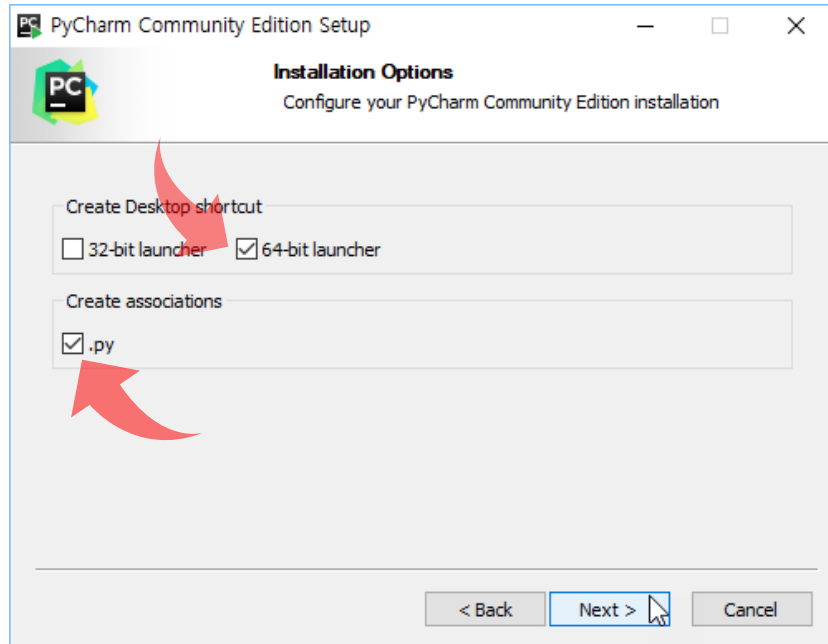 PC PyCharm Community Edition Setup
PC
Installation Options
Configure your PyCharm Community Edition installation
Create Desktop shortcut
32-bit launcher 64-bit launcher
Create associations
.py
< Back Next > Cancel